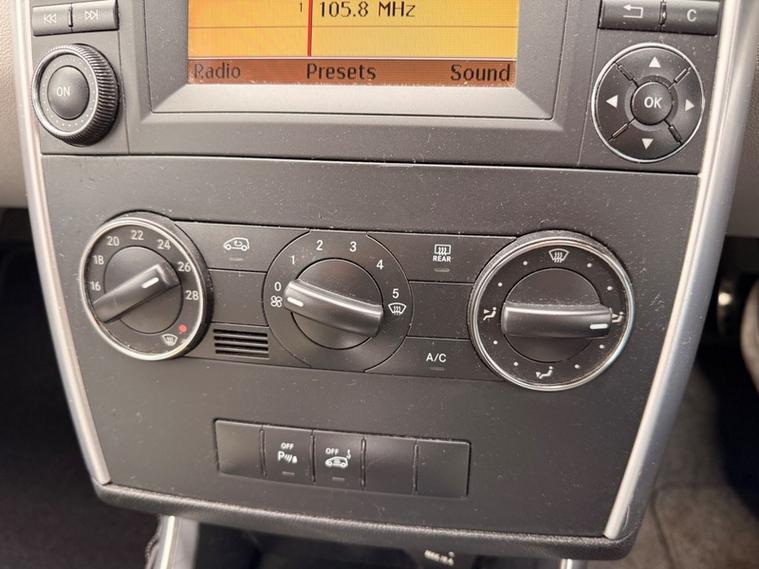 1 105.8 MHz
C
Radio Presets Sound
ON
OK
16 18 20 22 24 26 28
0 1 2 3 4 5
REAR
A/C
OFF
P
OFF